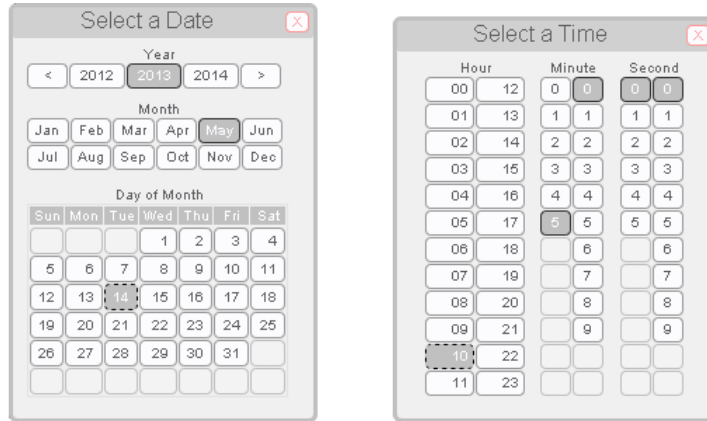 Select a Date X
Year
< 2012 2013 2014 >
Month
Jan Feb Mar Apr May Jun
Jul Aug Sep Oct Nov Dec
Day of Month
Sun Mon Tue Wed Thu Fri Sat
1 2 3 4
5 6 7 8 9 10 11
12 13 14 15 16 17 18
19 20 21 22 23 24 25
26 27 28 29 30 31
Select a Time X
Hour Minute Second
00 12 0 0 0 0
01 13 1 1 1 1
02 14 2 2 2 2
03 15 3 3 3 3
04 16 4 4 4 4
05 17 5 5 5 5
06 18 6 6
07 19 7 7
08 20 8 8
09 21 9 9
10 22
11 23